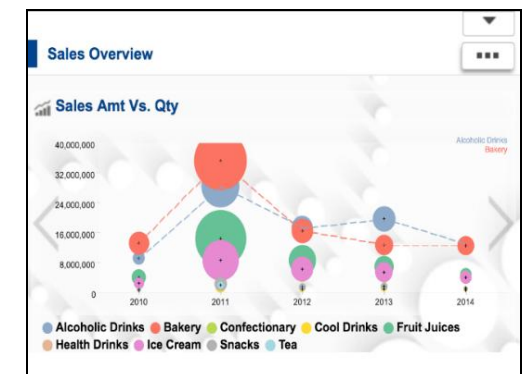 Sales Overview
Sales Amt Vs. Qty
Alcoholic Drinks
Bakery
40,000,000
32,000,000
24,000,000
16,000,000
8,000,000
0
2010 2011 2012 2013 2014
Alcoholic Drinks Bakery Confectionary Cool Drinks Fruit Juices
Health Drinks Ice Cream Snacks Tea